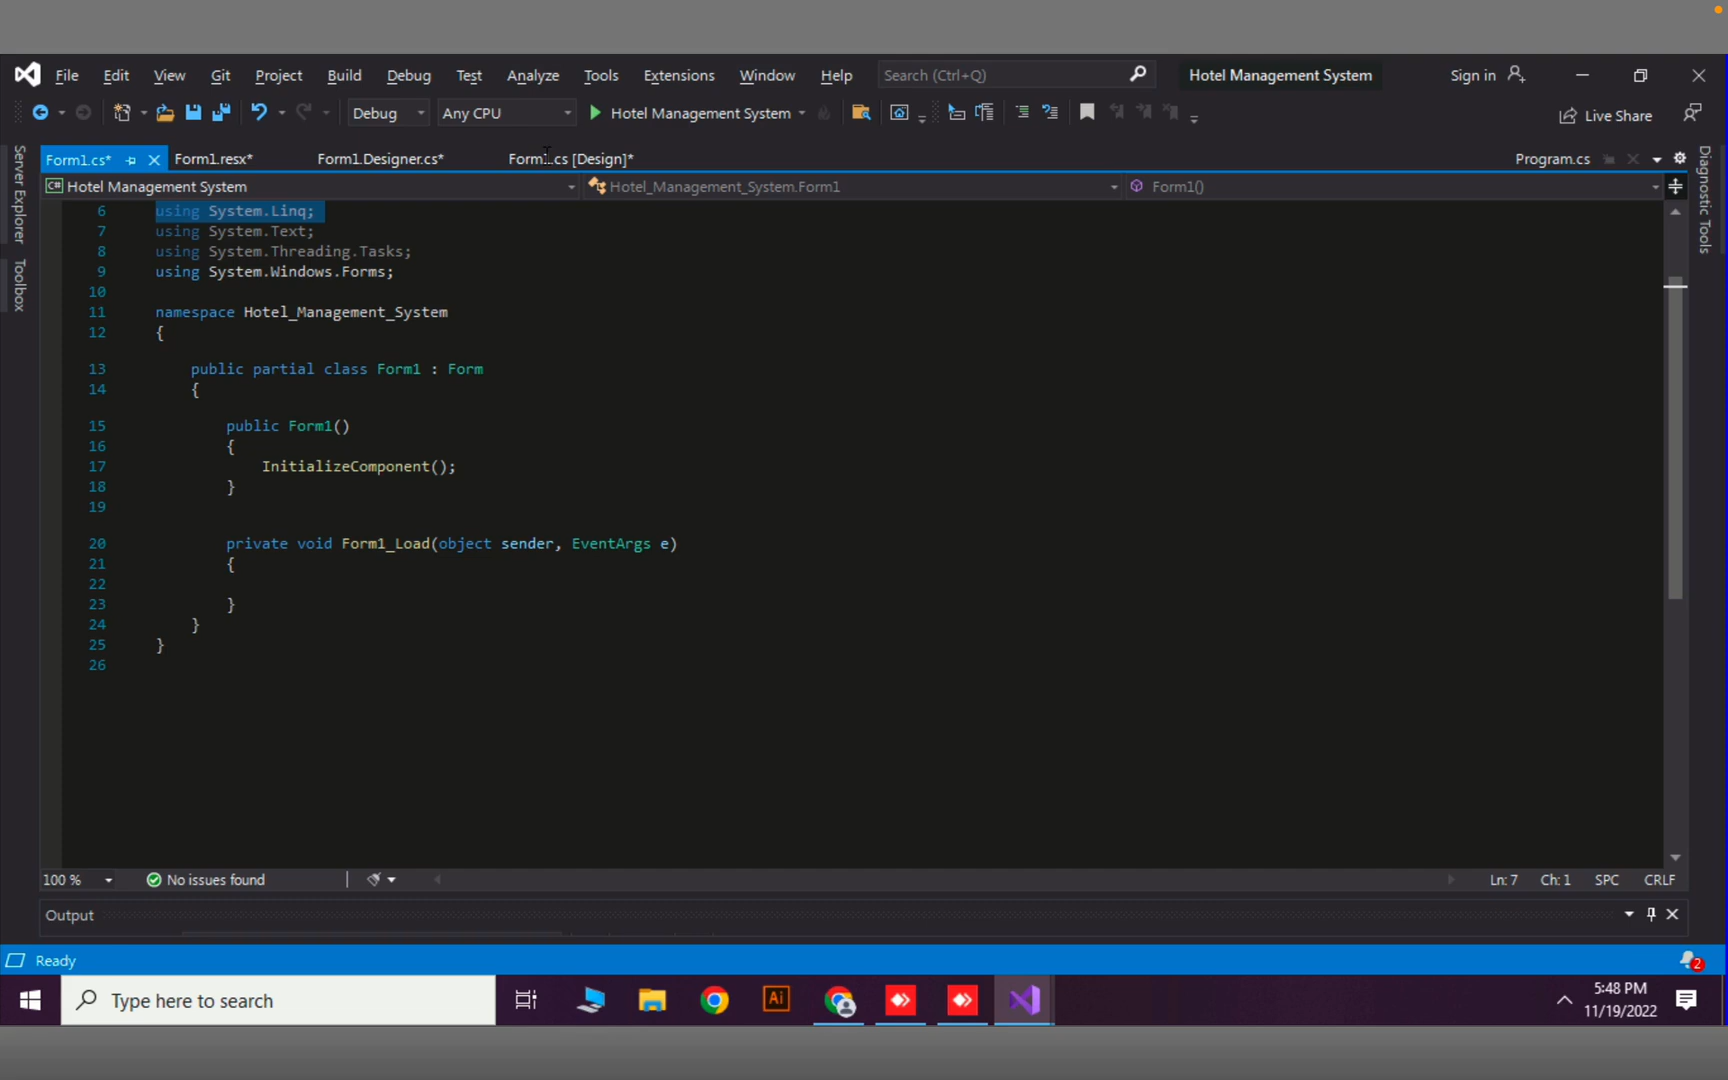 File Edit View Git Project Build Debug Test Analyze Tools Extensions Window Help Search (Ctrl+Q) Hotel Management System Sign in
Debug Any CPU Hotel Management System Live Share
Form1.cs* Form1.resx* Form1.Designer.cs* Form1.cs [Design]* Program.cs
Hotel Management System Hotel_Management_System.Form1 Form1()
Server Explorer
Toolbox
Diagnostic Tools
6 using System.Linq;
7 using System.Text;
8 using System.Threading.Tasks;
9 using System.Windows.Forms;
10
11 namespace Hotel_Management_System
12 {
13 public partial class Form1 : Form
14 {
15 public Form1()
16 {
17 InitializeComponent();
18 }
19
20 private void Form1_Load(object sender, EventArgs e)
21 {
22
23 }
24 }
25 }
26
100 % No issues found Ln: 7 Ch: 1 SPC CRLF
Output
Ready 2
Type here to search Ai 5:48 PM
11/19/2022